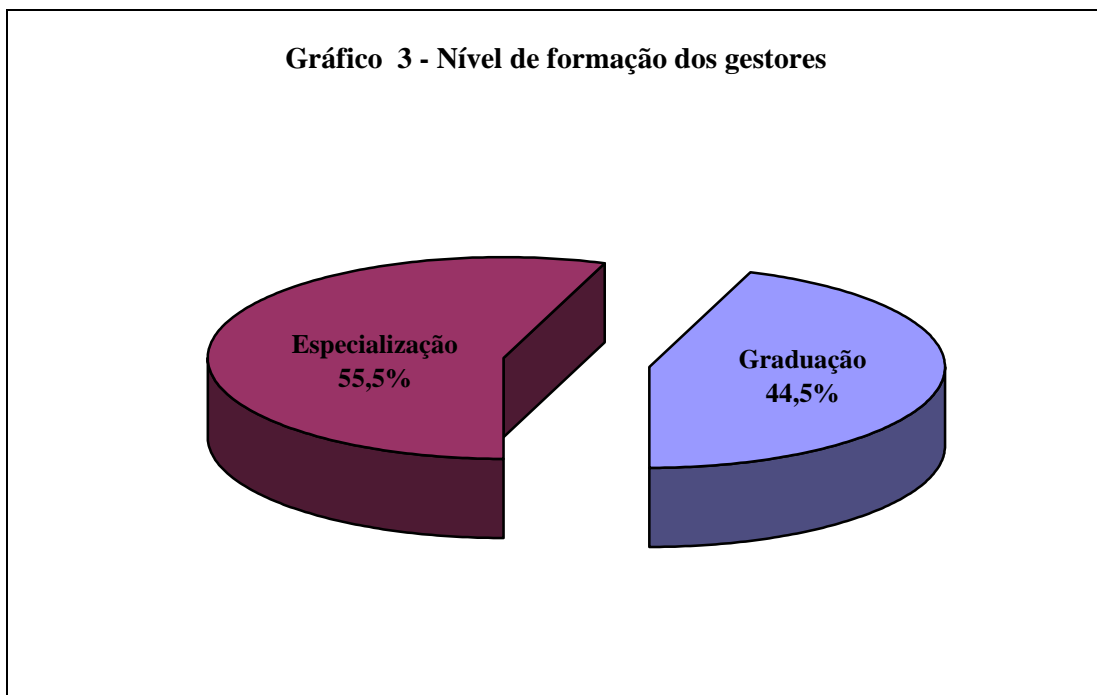 Gráfico 3 - Nível de formação dos gestores
Especialização
55,5%
Graduação
44,5%